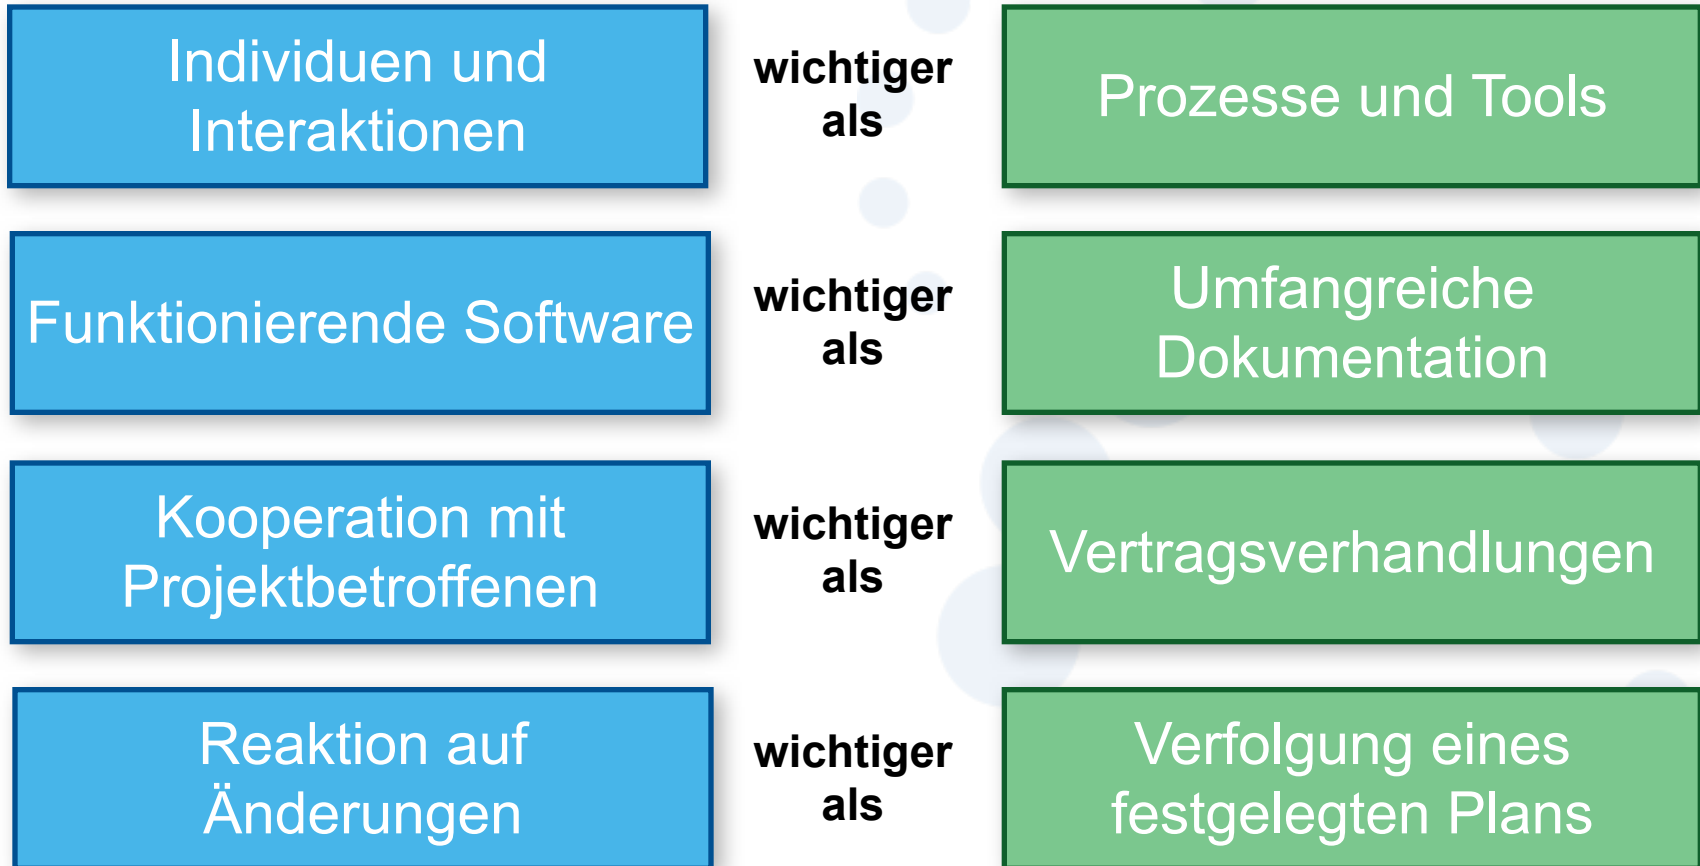 Individuen und
Interaktionen
wichtiger
als
Prozesse und Tools
Funktionierende Software
wichtiger
als
Umfangreiche
Dokumentation
Kooperation mit
Projektbetroffenen
wichtiger
als
Vertragsverhandlungen
Reaktion auf
Änderungen
wichtiger
als
Verfolgung eines
festgelegten Plans